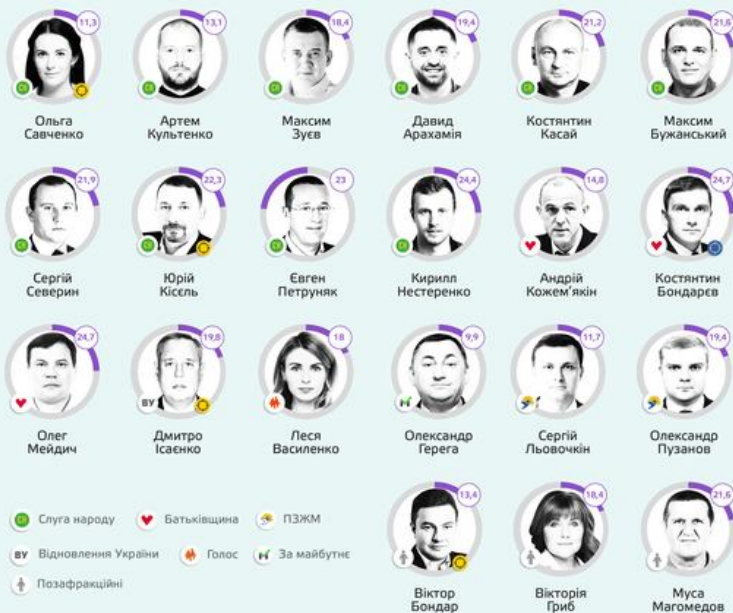 11,3
13,1
18,4
19,4
21,2
21,6
Ольга
Савченко
Артем
Культенко
Максим
Зуєв
Давид
Арахамія
Костянтин
Касай
Максим
Бужанський
21,9
22,3
23
24,4
14,8
24,7
Сергій
Северин
Юрій
Кісєль
Євген
Петруняк
Кирилл
Нестеренко
Андрій
Кожем'якін
Костянтин
Бондарєв
24,7
19,8
18
9,9
11,7
19,4
ВУ
Олег
Мейдич
Дмитро
Ісаєнко
Леся
Василенко
Олександр
Герега
Сергій
Льовочкін
Олександр
Пузанов
13,4
18,4
21,6
Віктор
Бондар
Вікторія
Гриб
Муса
Магомедов
Слуга народу
Батьківщина
ПЗЖМ
ВУ Відновлення України
Голос
За майбутнє
Позафракційні